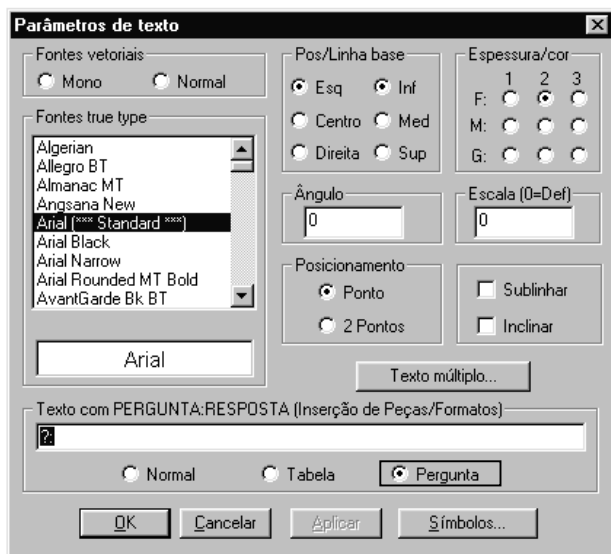 Parâmetros de texto
Fontes vetoriais
Mono Normal
Fontes true type
Algerian
Allegro BT
Almanac MT
Angsana New
Arial (*** Standard ***)
Arial Black
Arial Narrow
Arial Rounded MT Bold
AvantGarde Bk BT
Arial
Pos/Linha base
Esq Inf
Centro Med
Direita Sup
Espessura/cor
1 2 3
F:
M:
G:
Ângulo
0
Escala (0=Def)
0
Posicionamento
Ponto
2 Pontos
Sublinhar
Inclinar
Texto múltiplo...
Texto com PERGUNTA:RESPOSTA (Inserção de Peças/Formatos)
?:
Normal Tabela Pergunta
OK Cancelar Aplicar Símbolos...